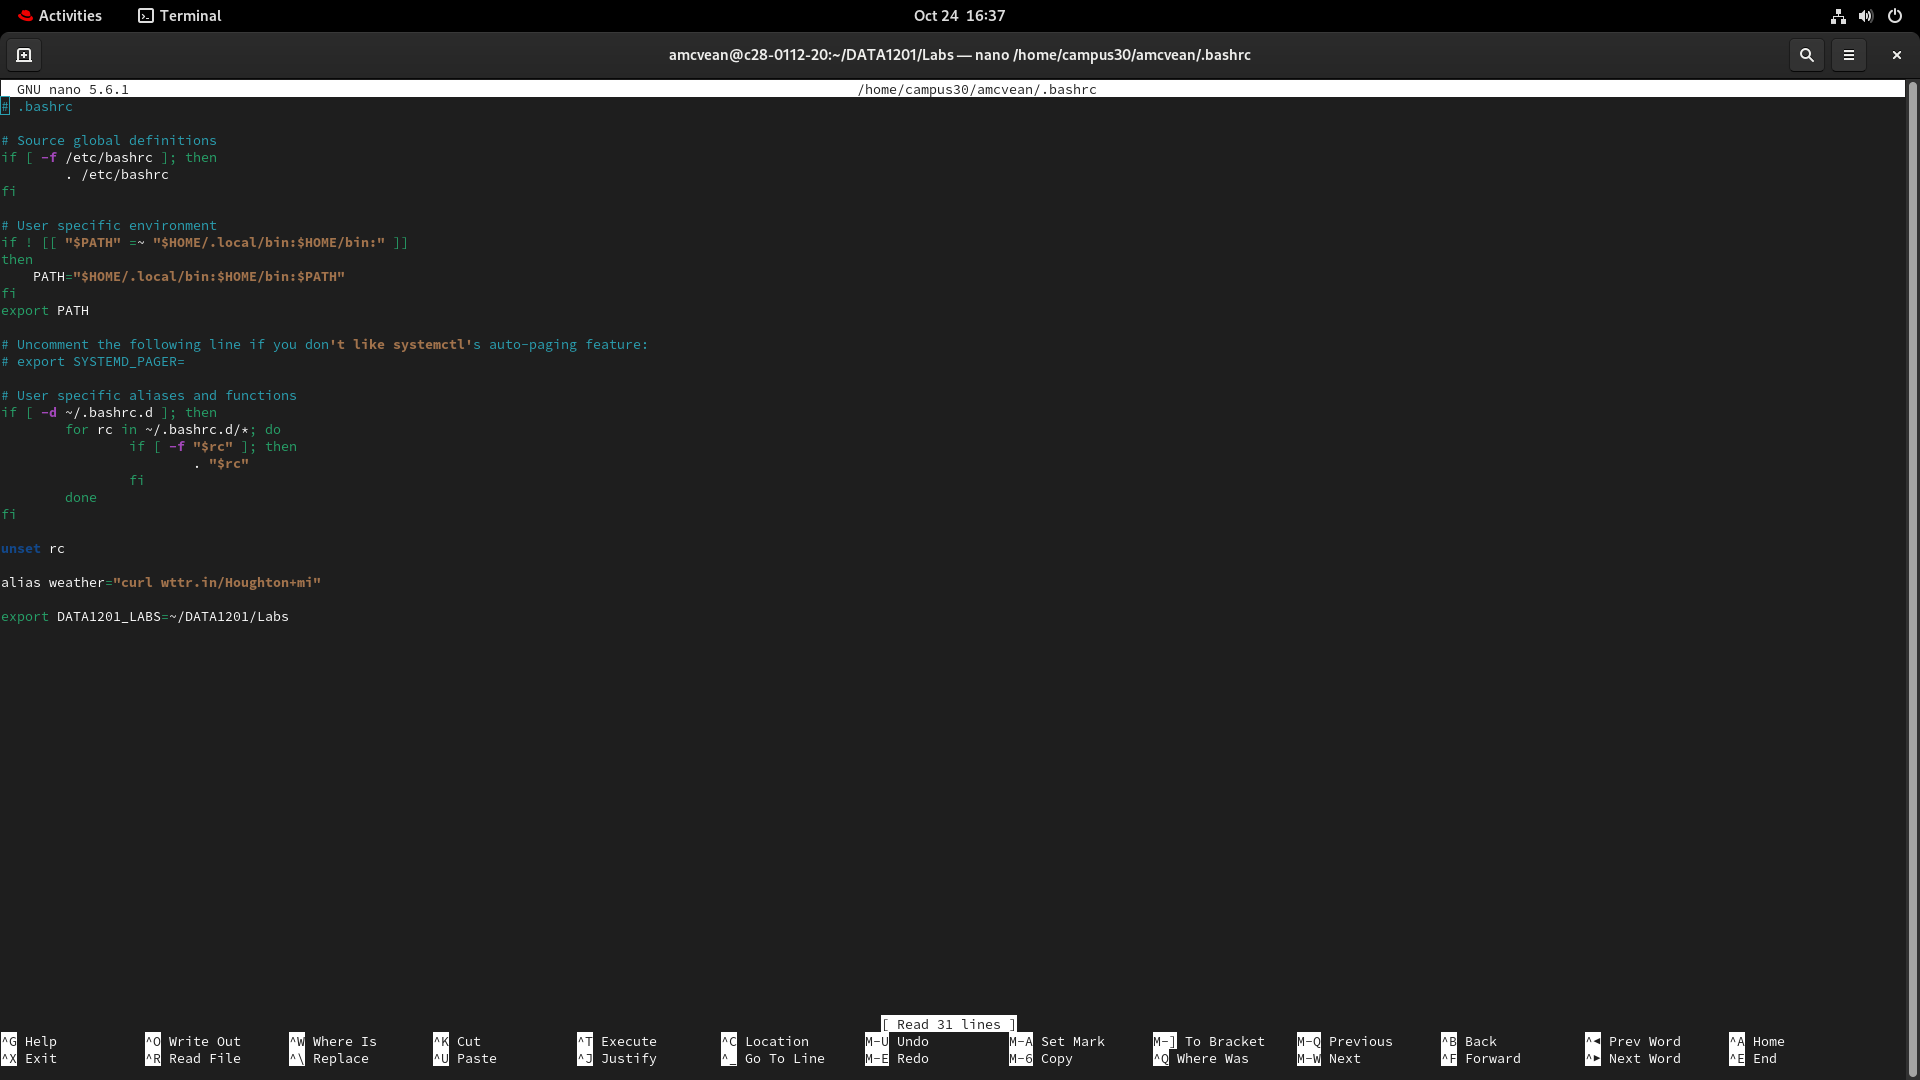 Activities Terminal Oct 24 16:37
amcvean@c28-0112-20:~/DATA1201/Labs — nano /home/campus30/amcvean/.bashrc
GNU nano 5.6.1 /home/campus30/amcvean/.bashrc
# .bashrc
# Source global definitions
if [ -f /etc/bashrc ]; then
        . /etc/bashrc
fi
# User specific environment
if ! [[ "$PATH" =~ "$HOME/.local/bin:$HOME/bin:" ]]
then
    PATH="$HOME/.local/bin:$HOME/bin:$PATH"
fi
export PATH
# Uncomment the following line if you don't like systemctl's auto-paging feature:
# export SYSTEMD_PAGER=
# User specific aliases and functions
if [ -d ~/.bashrc.d ]; then
        for rc in ~/.bashrc.d/*; do
                if [ -f "$rc" ]; then
                        . "$rc"
                fi
        done
fi
unset rc
alias weather="curl wttr.in/Houghton+mi"
export DATA1201_LABS=~/DATA1201/Labs
[ Read 31 lines ]
^G Help ^O Write Out ^W Where Is ^K Cut ^T Execute ^C Location M-U Undo M-A Set Mark M-] To Bracket M-Q Previous ^B Back ^◂ Prev Word ^A Home
^X Exit ^R Read File ^\ Replace ^U Paste ^J Justify ^_ Go To Line M-E Redo M-6 Copy ^Q Where Was M-W Next ^F Forward ^▸ Next Word ^E End